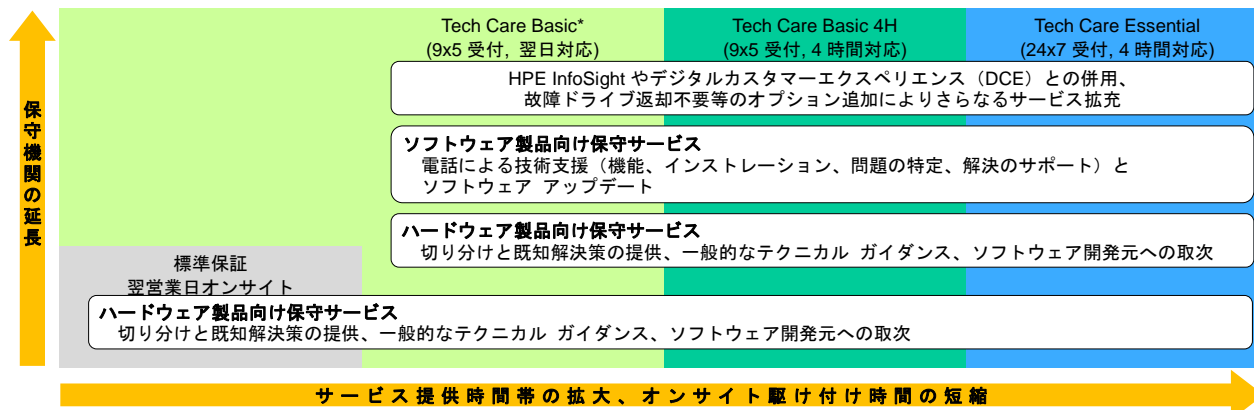 Tech Care Basic*
(9x5 受付, 翌日対応)
Tech Care Basic 4H
(9x5 受付, 4 時間対応)
Tech Care Essential
(24x7 受付, 4 時間対応)
HPE InfoSight やデジタルカスタマーエクスペリエンス（DCE）との併用、
故障ドライブ返却不要等のオプション追加によりさらなるサービス拡充
保守機関の延長
ソフトウェア製品向け保守サービス
電話による技術支援（機能、インストレーション、問題の特定、解決のサポート）と
ソフトウェア アップデート
ハードウェア製品向け保守サービス
切り分けと既知解決策の提供、一般的なテクニカル ガイダンス、ソフトウェア開発元への取次
標準保証
翌営業日オンサイト
ハードウェア製品向け保守サービス
切り分けと既知解決策の提供、一般的なテクニカル ガイダンス、ソフトウェア開発元への取次
サービス提供時間帯の拡大、オンサイト駆け付け時間の短縮